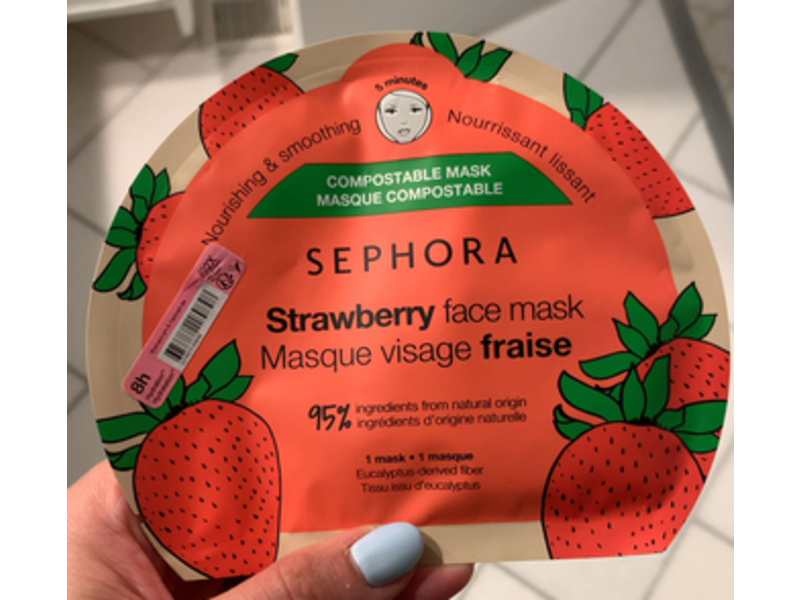 5 minutes
Nourishing & smoothing
Nourrissant lissant
COMPOSTABLE MASK
MASQUE COMPOSTABLE
SEPHORA
Strawberry face mask
Masque visage fraise
95% ingredients from natural origin
ingrédients d'origine naturelle
1 mask • 1 masque
Eucalyptus-derived fiber
Tissu issu d'eucalyptus
8h